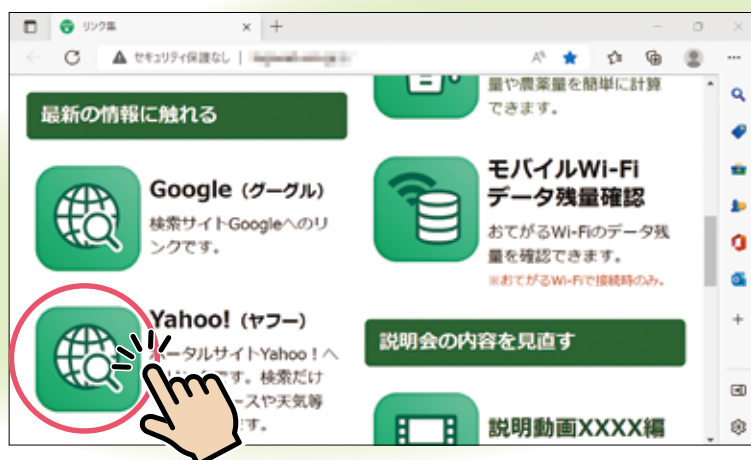 リンク集
セキュリティ保護なし
最新の情報に触れる
Google（グーグル）
検索サイトGoogleへのリ
ンクです。
Yahoo!（ヤフー）
ータルサイトYahoo！へ
です。検索だけ
ースや天気等
ます。
量や農薬量を簡単に計算
できます。
モバイルWi-Fi
データ残量確認
おてがるWi-Fiのデータ残
量を確認できます。
※おてがるWi-Fiで接続時のみ。
説明会の内容を見直す
説明動画XXXX編